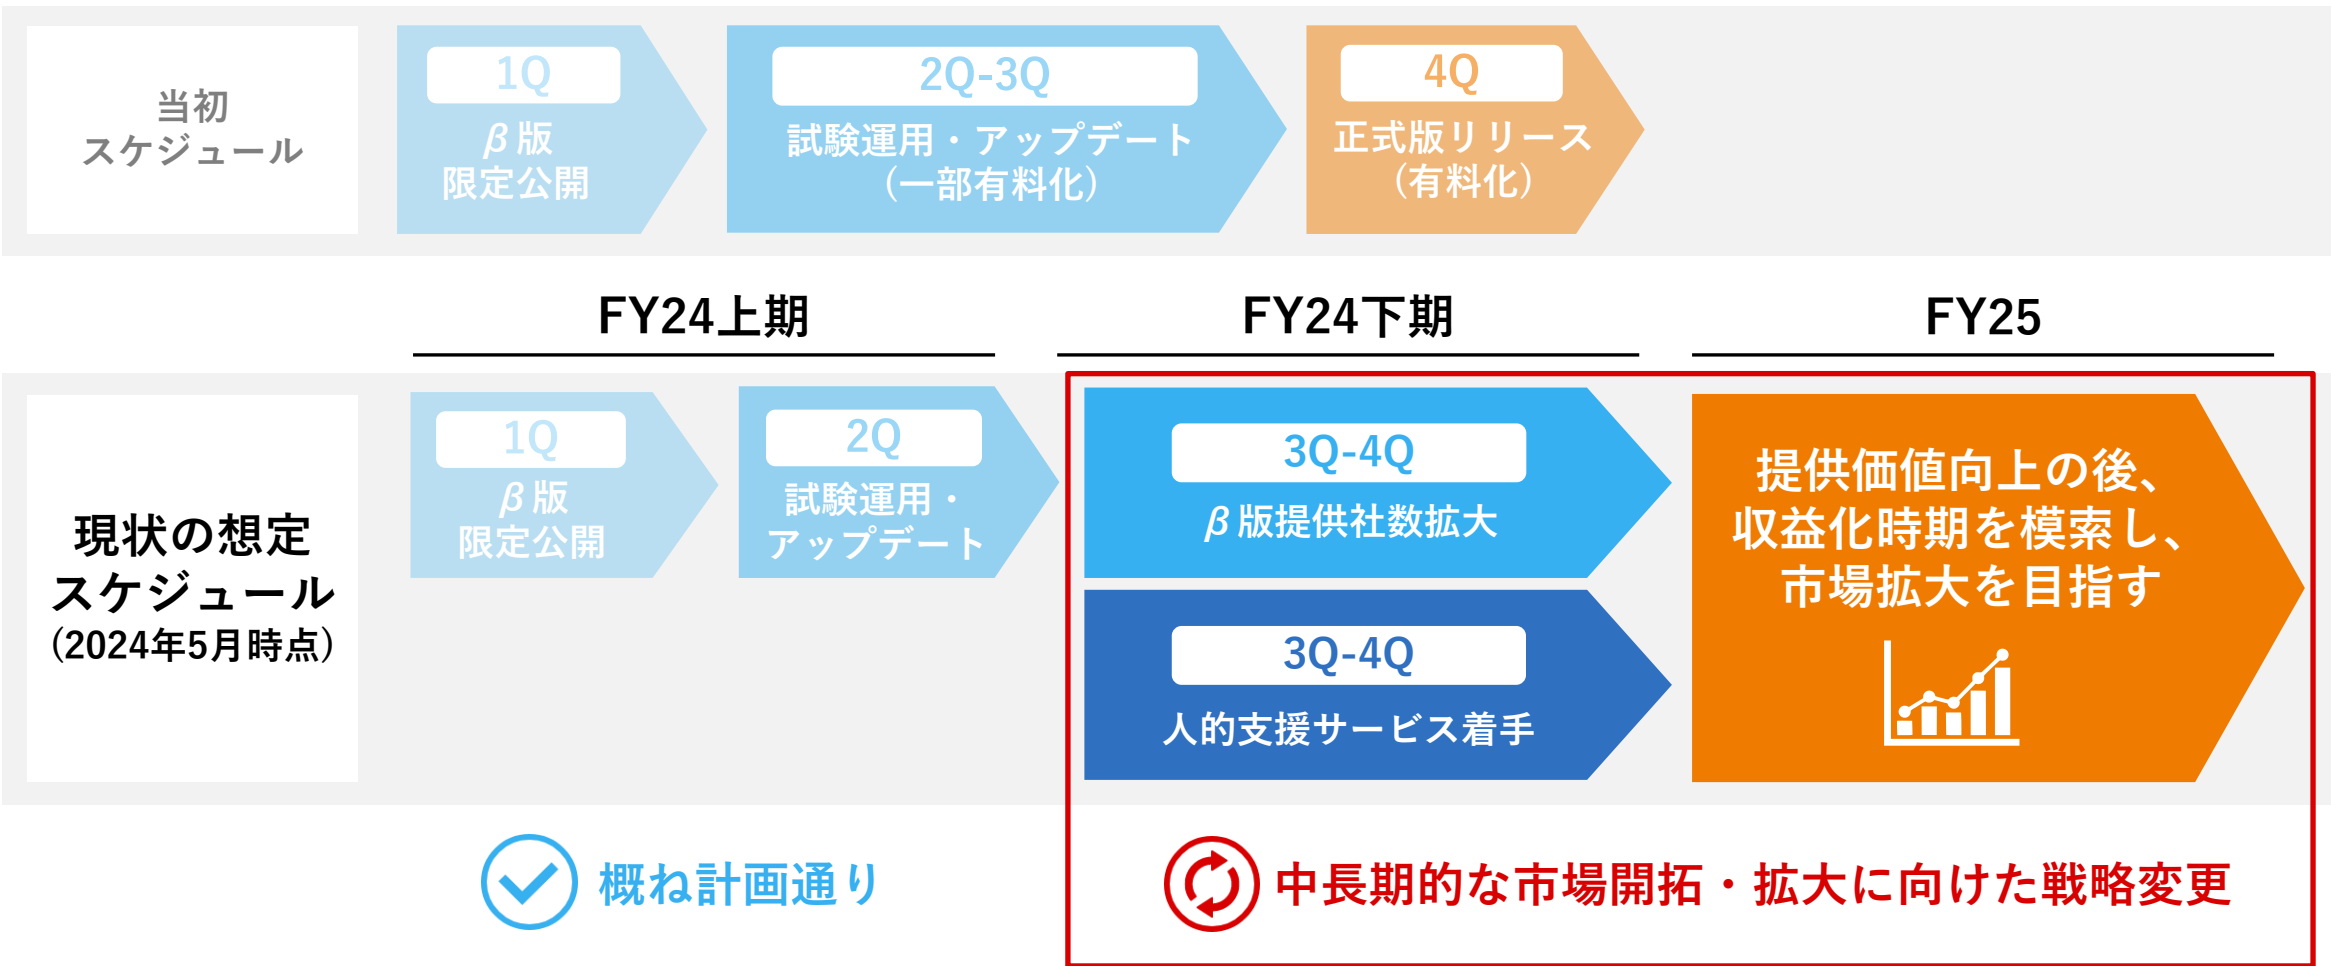 当初
スケジュール
1Q
β版
限定公開
2Q-3Q
試験運用・アップデート
（一部有料化）
4Q
正式版リリース
（有料化）
FY24上期
FY24下期
FY25
現状の想定
スケジュール
（2024年5月時点）
1Q
β版
限定公開
2Q
試験運用・
アップデート
3Q-4Q
β版提供社数拡大
3Q-4Q
人的支援サービス着手
提供価値向上の後、
収益化時期を模索し、
市場拡大を目指す
概ね計画通り
中長期的な市場開拓・拡大に向けた戦略変更